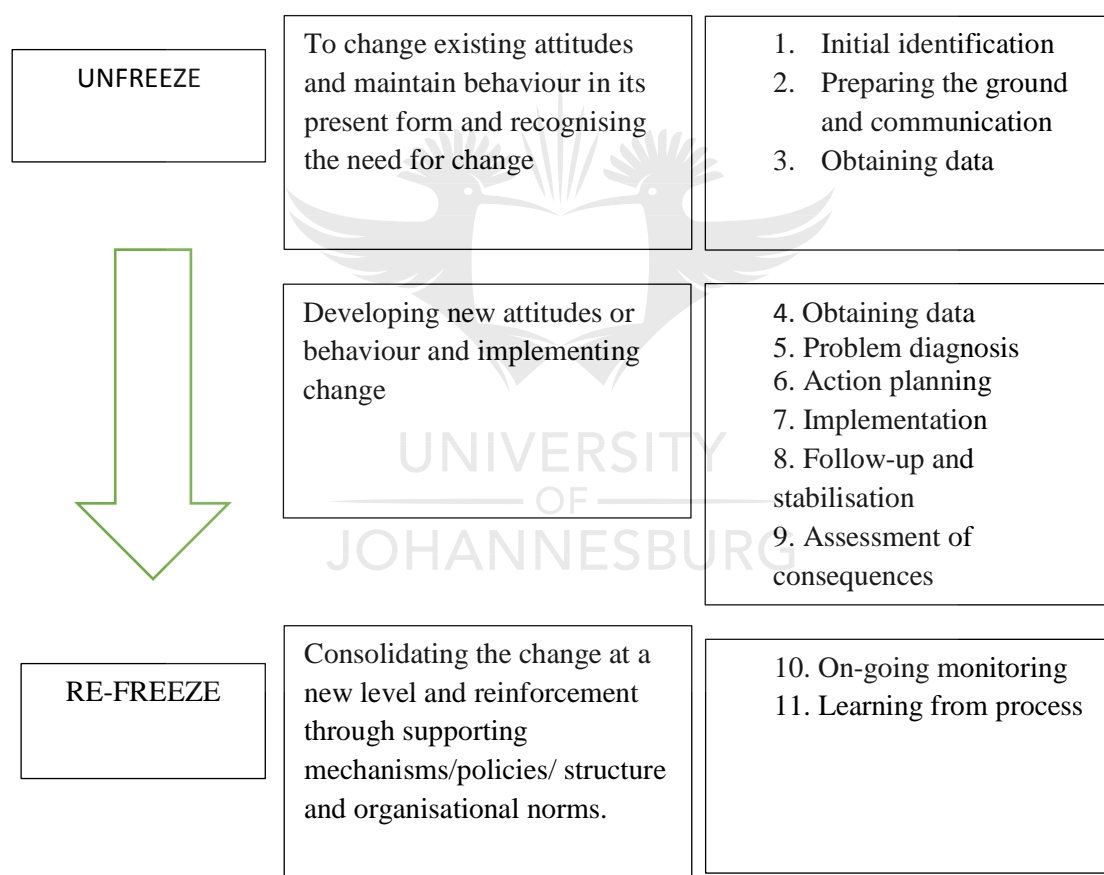 UNFREEZE
To change existing attitudes
and maintain behaviour in its
present form and recognising
the need for change
1. Initial identification
2. Preparing the ground
and communication
3. Obtaining data
Developing new attitudes or
behaviour and implementing
change
4. Obtaining data
5. Problem diagnosis
6. Action planning
7. Implementation
8. Follow-up and
stabilisation
9. Assessment of
consequences
UNIVERSITY
OF
JOHANNESBURG
RE-FREEZE
Consolidating the change at a
new level and reinforcement
through supporting
mechanisms/policies/ structure
and organisational norms.
10. On-going monitoring
11. Learning from process